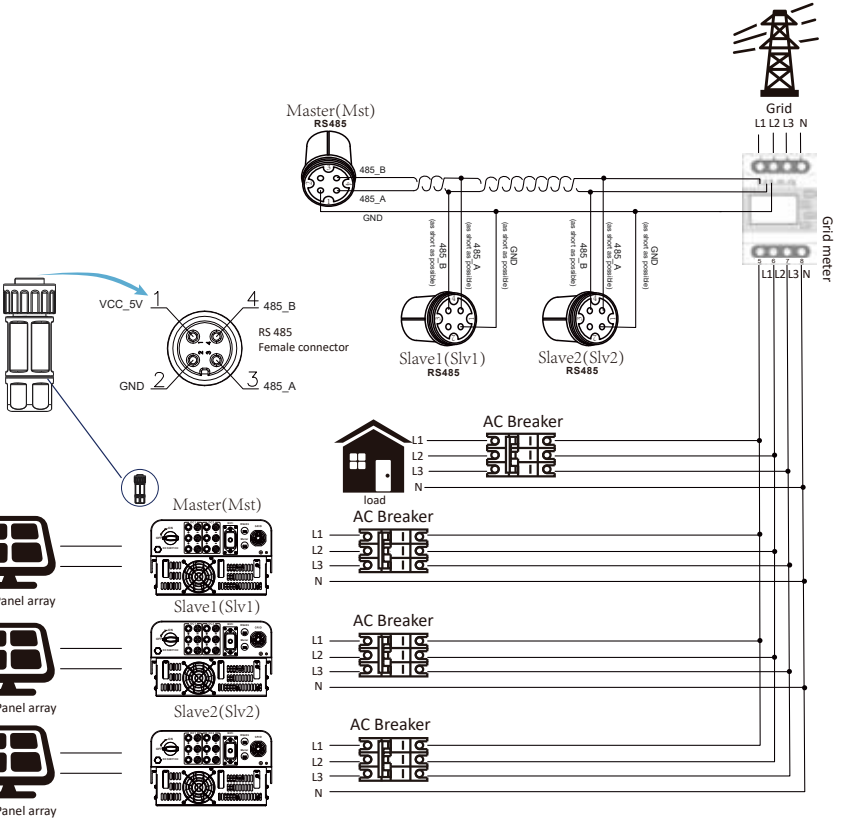 Grid
L1 L2 L3 N
Master(Mst)
RS485
485_B
485_A
GND
Grid meter
5 6 7 8
L1 L2 L3 N
485_B
(as short as possible)
485_A
(as short as possible)
GND
(as short as possible)
485_B
(as short as possible)
485_A
(as short as possible)
GND
(as short as possible)
Slave1(Slv1)
RS485
Slave2(Slv2)
RS485
VCC_5V 1
4 485_B
RS 485
Female connector
GND 2
3 485_A
AC Breaker
L1
L2
L3
N
load
Master(Mst)
AC Breaker
L1
L2
L3
N
Panel array
Slave1(Slv1)
AC Breaker
L1
L2
L3
N
Panel array
Slave2(Slv2)
AC Breaker
L1
L2
L3
N
Panel array